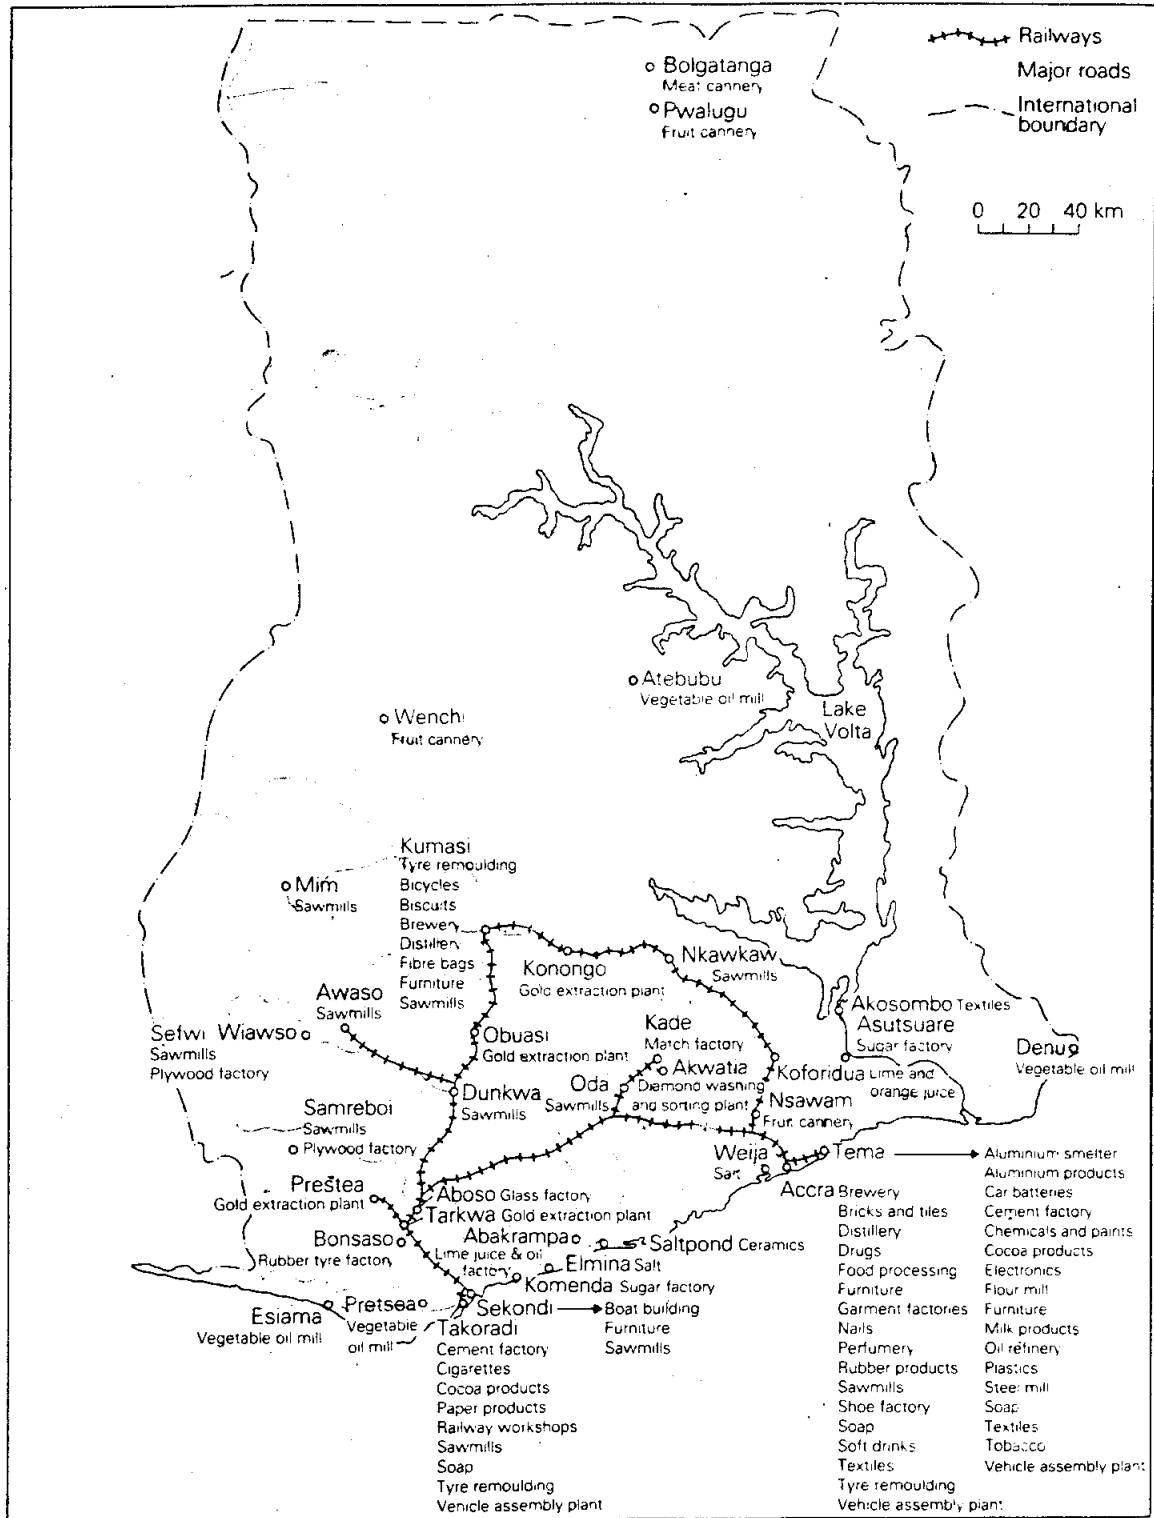 Railways
Major roads
International
boundary
0 20 40 km
Bolgatanga
Meat cannery
Pwalugu
Fruit cannery
Atebubu
Vegetable oil mill
Lake
Volta
Wenchi
Fruit cannery
Kumasi
Tyre remoulding
Bicycles
Biscuits
Brewery
Distillery
Fibre bags
Furniture
Sawmills
Mim
Sawmills
Konongo
Gold extraction plant
Nkawkaw
Sawmills
Awaso
Sawmills
Sefwi Wiawso
Sawmills
Plywood factory
Obuasi
Gold extraction plant
Kade
Match factory
Akwatia
Diamond washing
and sorting plant
Akosombo Textiles
Asutsuare
Sugar factory
Denu
Vegetable oil mill
Koforidua Lime and
orange juice
Dunkwa
Sawmills
Oda
Sawmills
Nsawam
Fruit cannery
Samreboi
Sawmills
Plywood factory
Weija
Salt
Tema
Aluminium smelter
Aluminium products
Car batteries
Cement factory
Chemicals and paints
Cocoa products
Electronics
Flour mill
Furniture
Milk products
Oil refinery
Plastics
Steel mill
Soap
Textiles
Tobacco
Vehicle assembly plant
Accra Brewery
Bricks and tiles
Distillery
Drugs
Food processing
Furniture
Garment factories
Nails
Perfumery
Rubber products
Sawmills
Shoe factory
Soap
Soft drinks
Textiles
Tyre remoulding
Vehicle assembly plant
Prestea
Gold extraction plant
Aboso Glass factory
Tarkwa Gold extraction plant
Bonsaso
Rubber tyre factory
Abakrampa
Lime juice & oil
factory
Saltpond Ceramics
Elmina Salt
Komenda Sugar factory
Esiama
Vegetable oil mill
Pretsea
Vegetable
oil mill
Sekondi
Boat building
Furniture
Sawmills
Takoradi
Cement factory
Cigarettes
Cocoa products
Paper products
Railway workshops
Sawmills
Soap
Tyre remoulding
Vehicle assembly plant